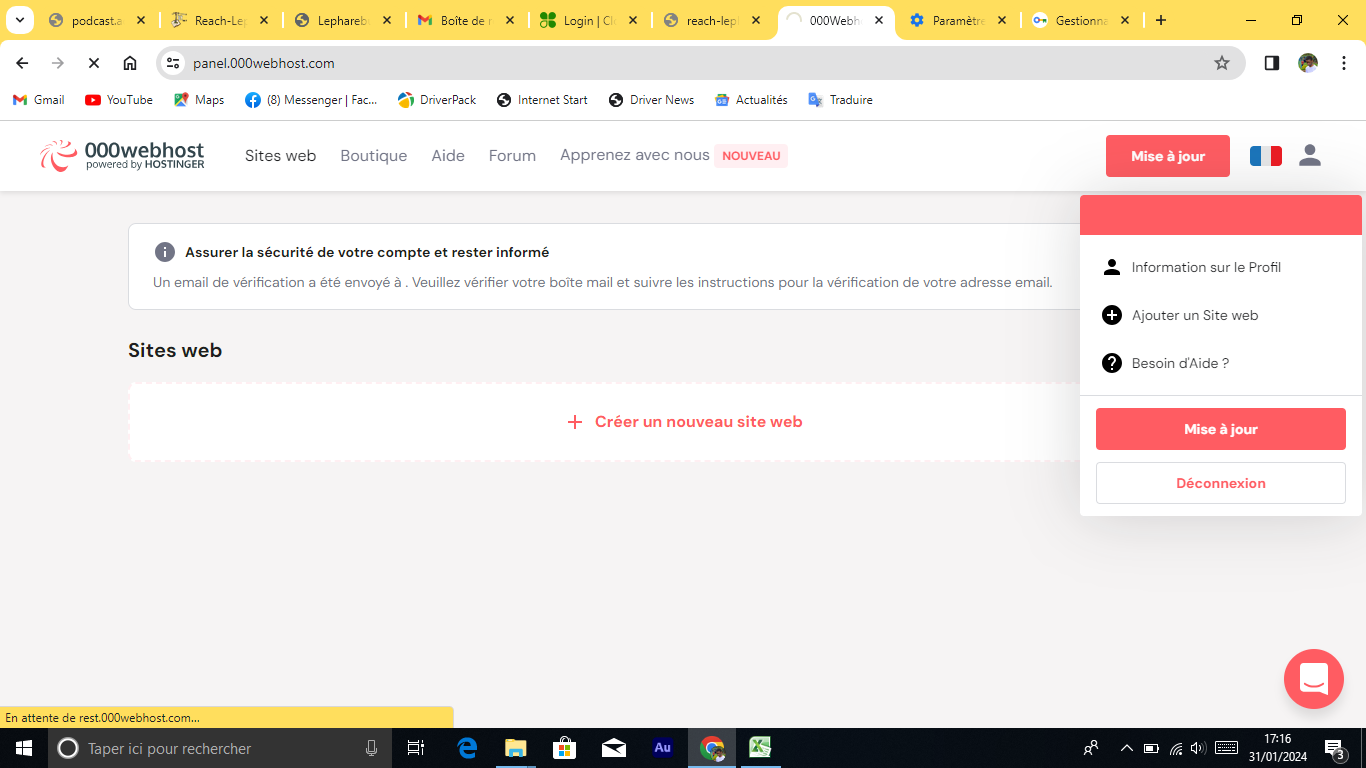 podcast.a
Reach-Lep
Lephareb
Boîte de r
Login | Cl
reach-lep
000Webh
Paramètre
Gestionna
panel.000webhost.com
Gmail
YouTube
Maps
(8) Messenger | Fac...
DriverPack
Internet Start
Driver News
Actualités
Traduire
000webhost
powered by HOSTINGER
Sites web
Boutique
Aide
Forum
Apprenez avec nous NOUVEAU
Mise à jour
Assurer la sécurité de votre compte et rester informé
Un email de vérification a été envoyé à . Veuillez vérifier votre boîte mail et suivre les instructions pour la vérification de votre adresse email.
Information sur le Profil
Ajouter un Site web
Besoin d'Aide ?
Mise à jour
Déconnexion
Sites web
Créer un nouveau site web
En attente de rest.000webhost.com...
Taper ici pour rechercher
Au
17:16
31/01/2024
3